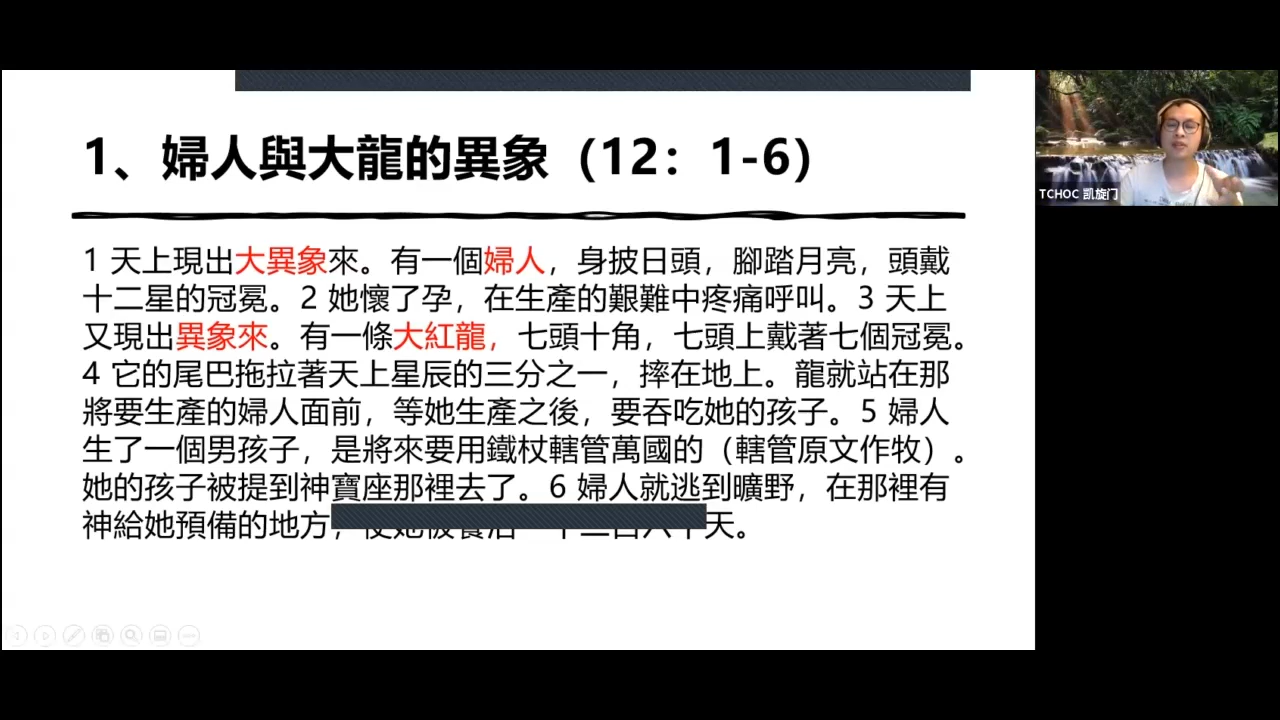 1、婦人與大龍的異象（12：1-6）
1 天上現出大異象來。有一個婦人，身披日頭，腳踏月亮，頭戴
十二星的冠冕。2 她懷了孕，在生產的艱難中疼痛呼叫。3 天上
又現出異象來。有一條大紅龍，七頭十角，七頭上戴著七個冠冕。
4 它的尾巴拖拉著天上星辰的三分之一，摔在地上。龍就站在那
將要生產的婦人面前，等她生產之後，要吞吃她的孩子。5 婦人
生了一個男孩子，是將來要用鐵杖轄管萬國的（轄管原文作牧）。
她的孩子被提到神寶座那裡去了。6 婦人就逃到曠野，在那裡有
神給她預備的地方，天。
TCHOC 凯旋门